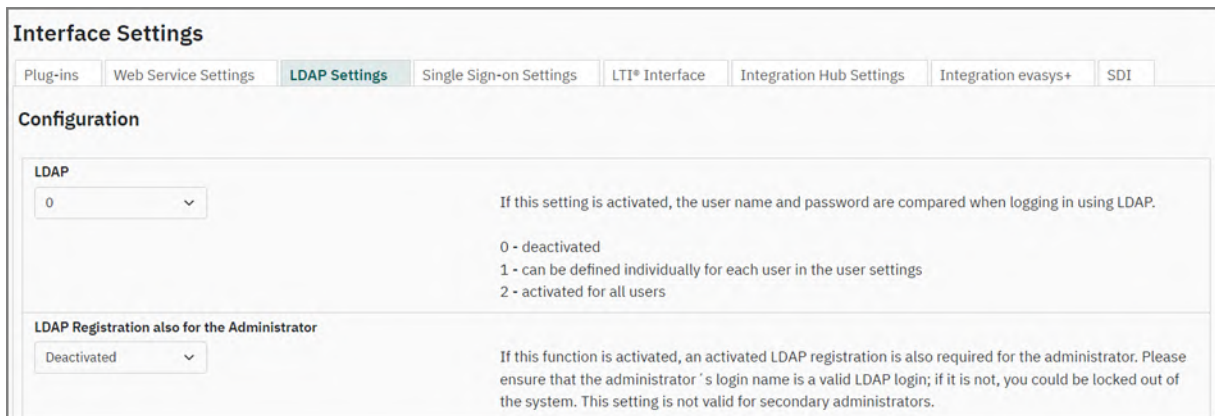 Interface Settings
Plug-ins Web Service Settings LDAP Settings Single Sign-on Settings LTI® Interface Integration Hub Settings Integration evasys+ SDI
Configuration
LDAP
0
If this setting is activated, the user name and password are compared when logging in using LDAP.
0 - deactivated
1 - can be defined individually for each user in the user settings
2 - activated for all users
LDAP Registration also for the Administrator
Deactivated
If this function is activated, an activated LDAP registration is also required for the administrator. Please
ensure that the administrator´s login name is a valid LDAP login; if it is not, you could be locked out of
the system. This setting is not valid for secondary administrators.